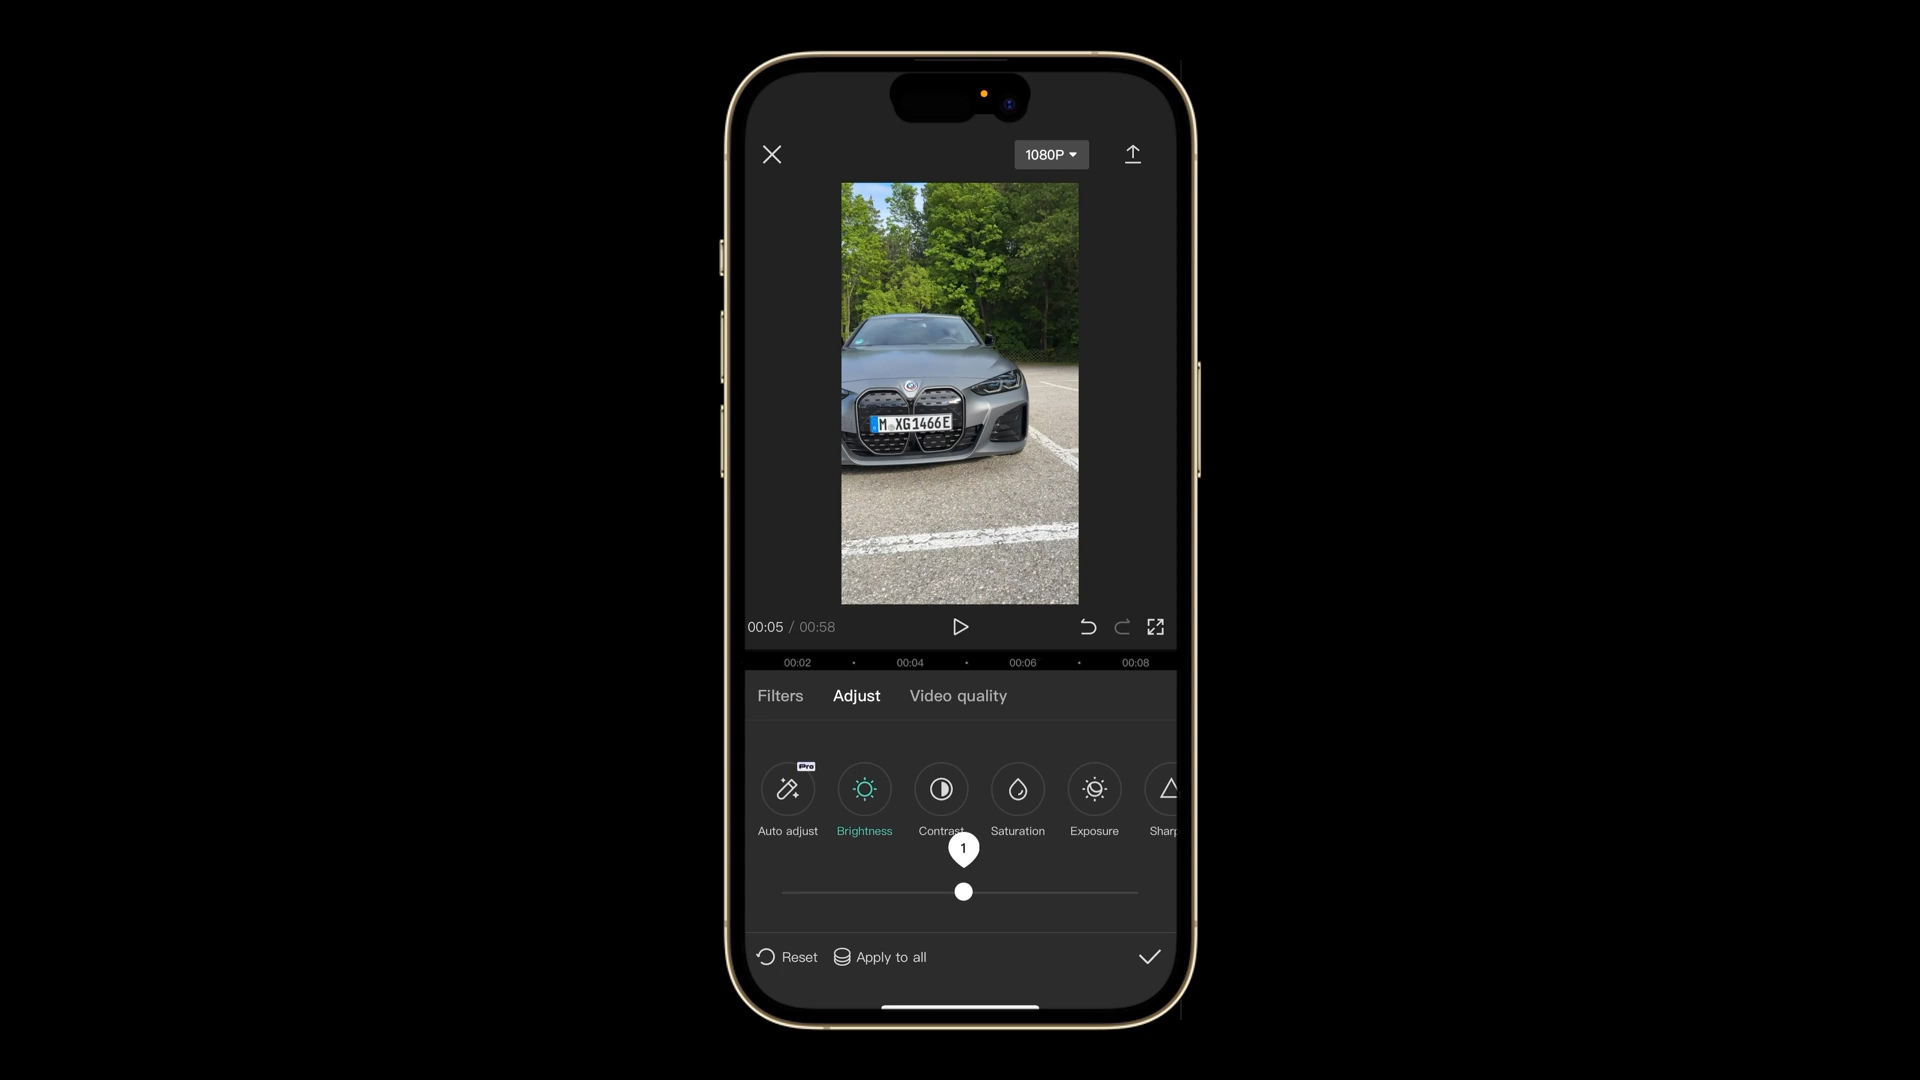 1080P
M XG1466E
00:05 / 00:58
00:02 00:04 00:06 00:08
Filters Adjust Video quality
Pro
Auto adjust Brightness Contrast Saturation Exposure Sharp
1
Reset Apply to all